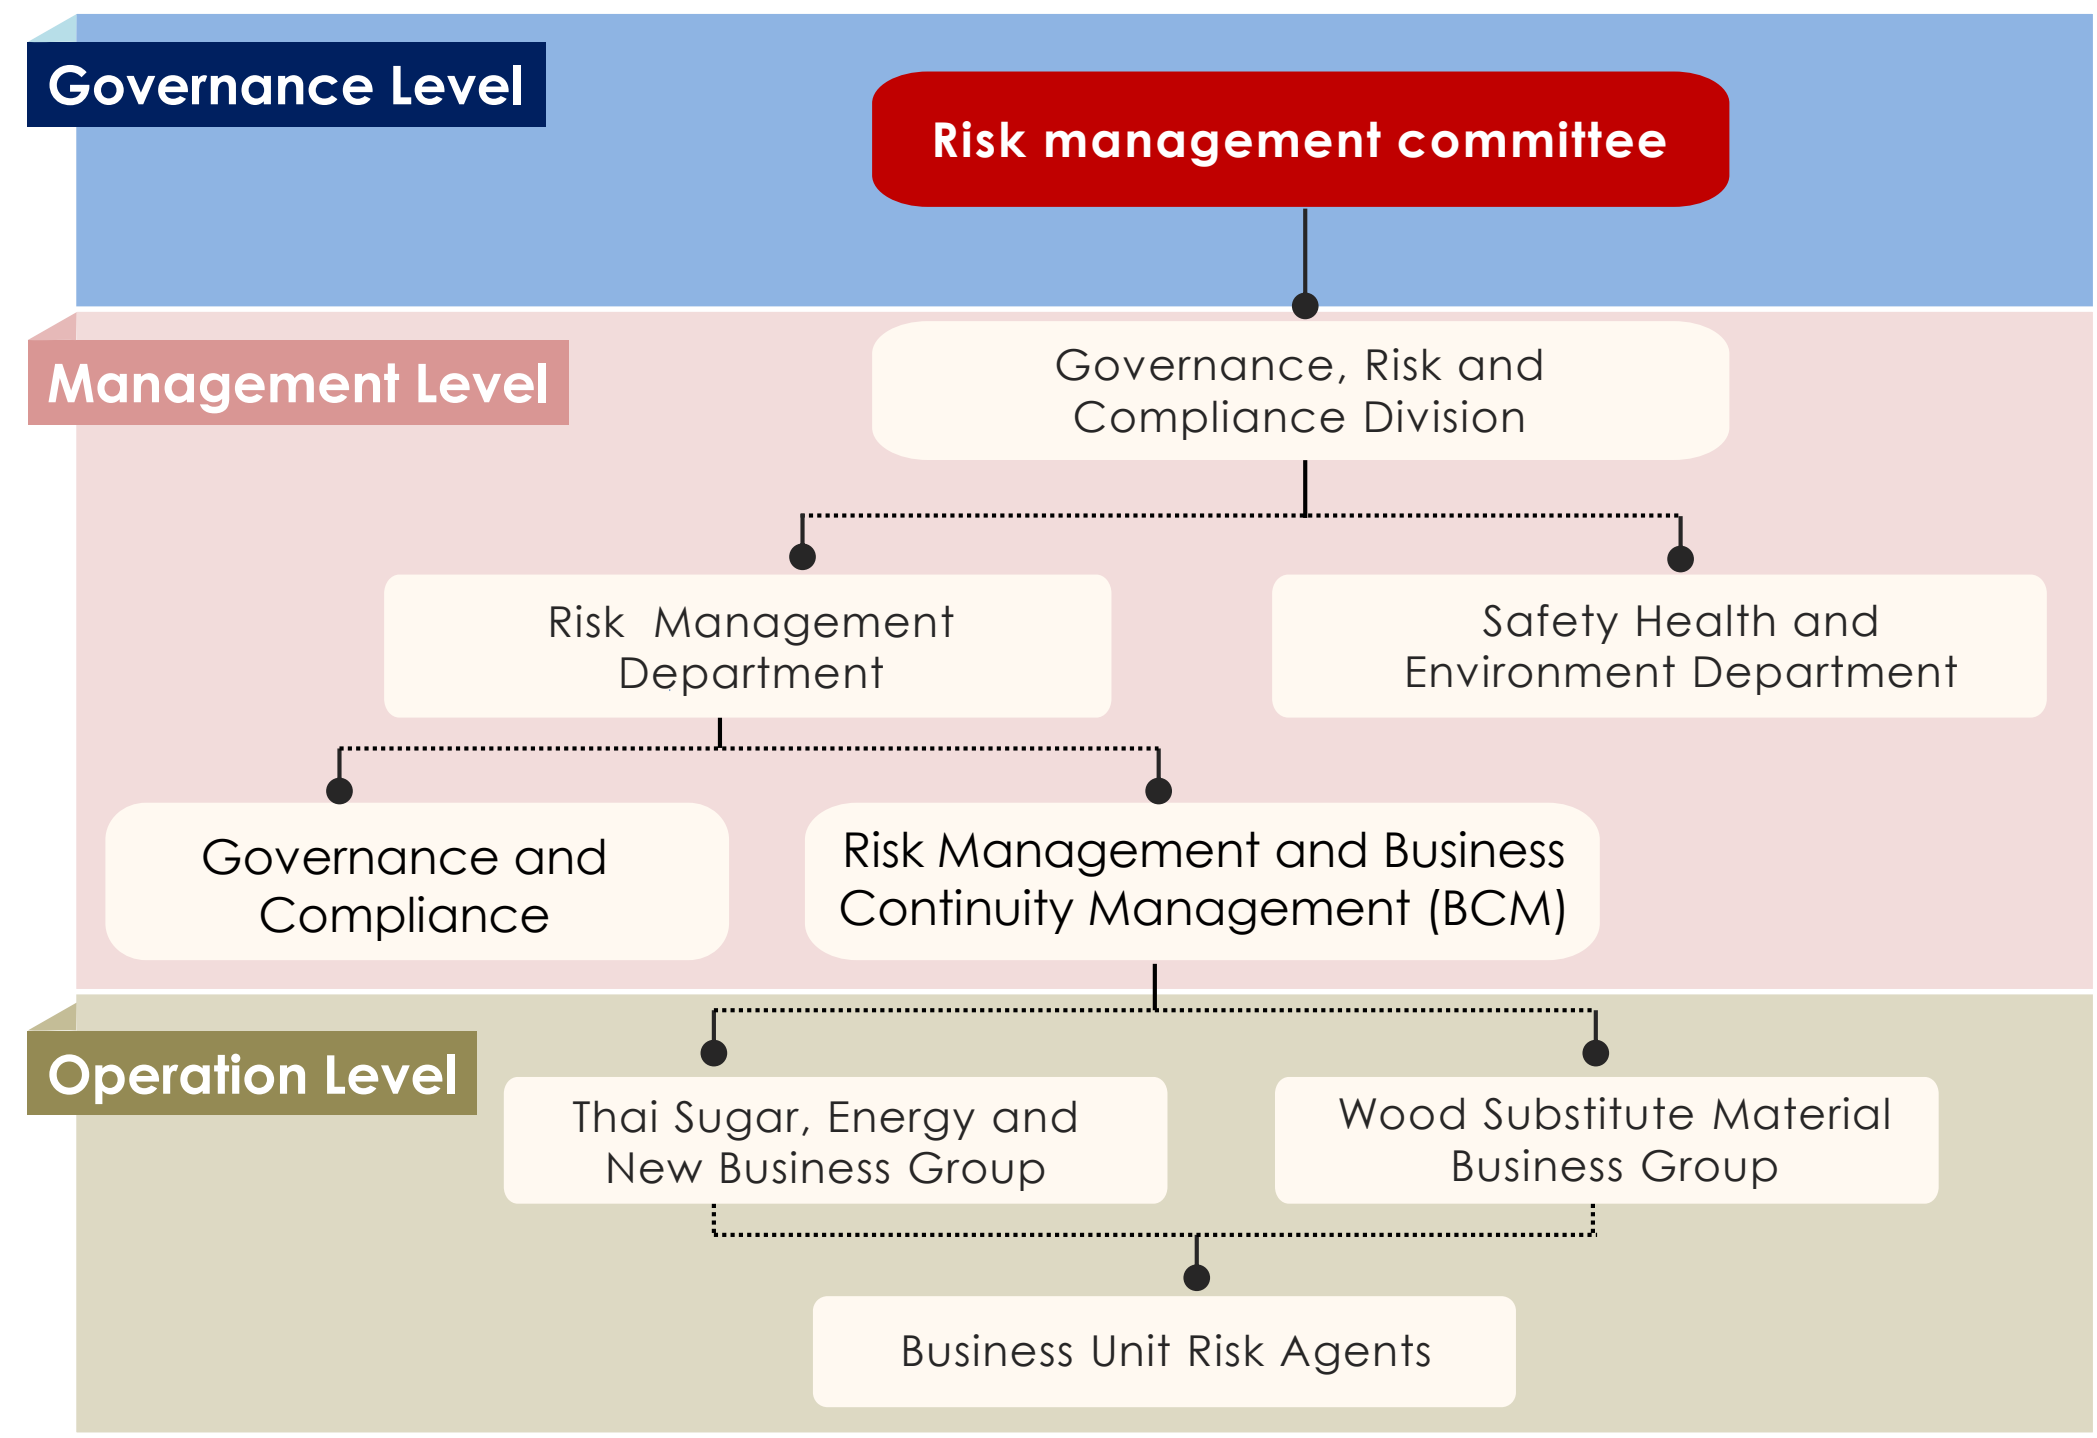 Governance Level
Risk management committee
Management Level
Governance, Risk and
Compliance Division
Risk Management
Department
Safety Health and
Environment Department
Governance and
Compliance
Risk Management and Business
Continuity Management (BCM)
Operation Level
Thai Sugar, Energy and
New Business Group
Wood Substitute Material
Business Group
Business Unit Risk Agents